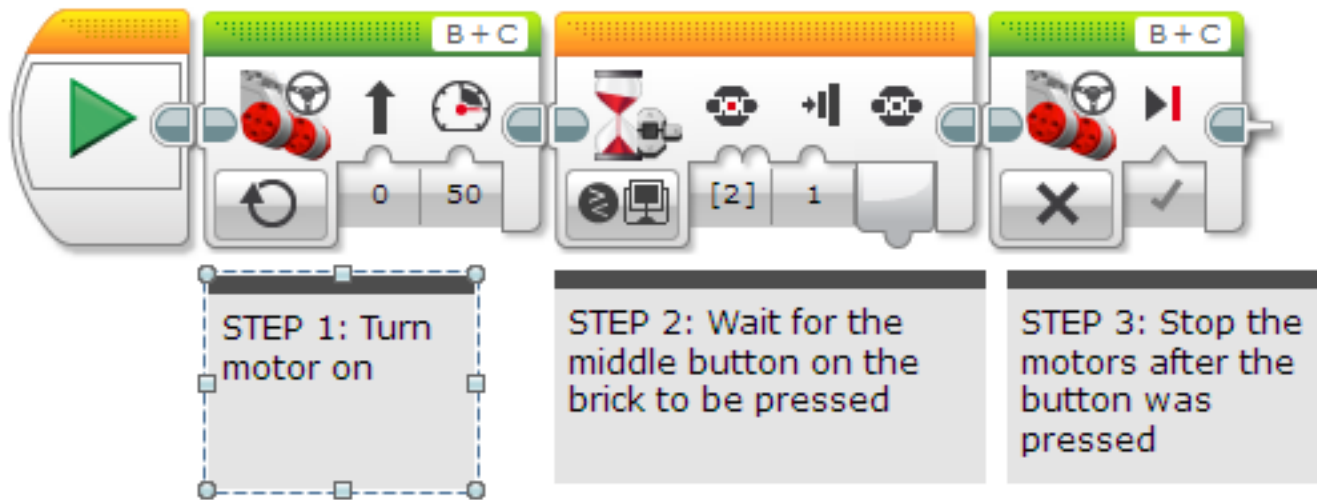 B + C
B + C
0 50
[2] 1
STEP 1: Turn
motor on
STEP 2: Wait for the
middle button on the
brick to be pressed
STEP 3: Stop the
motors after the
button was
pressed